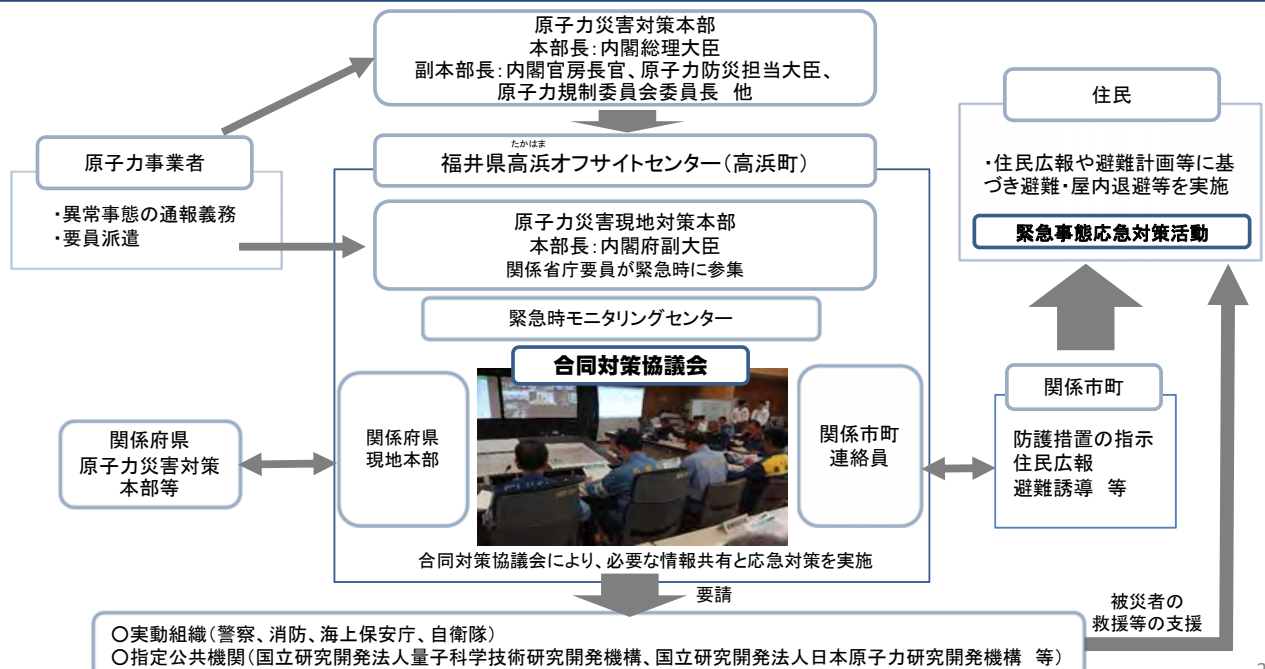 原子力災害対策本部
本部長：内閣総理大臣
副本部長：内閣官房長官、原子力防災担当大臣、
原子力規制委員会委員長　他
原子力事業者
・異常事態の通報義務
・要員派遣
たかはま
福井県高浜オフサイトセンター（高浜町）
原子力災害現地対策本部
本部長：内閣府副大臣
関係省庁要員が緊急時に参集
緊急時モニタリングセンター
合同対策協議会
関係府県
原子力災害対策
本部等
関係府県
現地本部
関係市町
連絡員
合同対策協議会により、必要な情報共有と応急対策を実施
住民
・住民広報や避難計画等に基
づき避難・屋内退避等を実施
緊急事態応急対策活動
関係市町
防護措置の指示
住民広報
避難誘導　等
要請
被災者の
救援等の支援
○実動組織（警察、消防、海上保安庁、自衛隊）
○指定公共機関（国立研究開発法人量子科学技術研究開発機構、国立研究開発法人日本原子力研究開発機構　等）